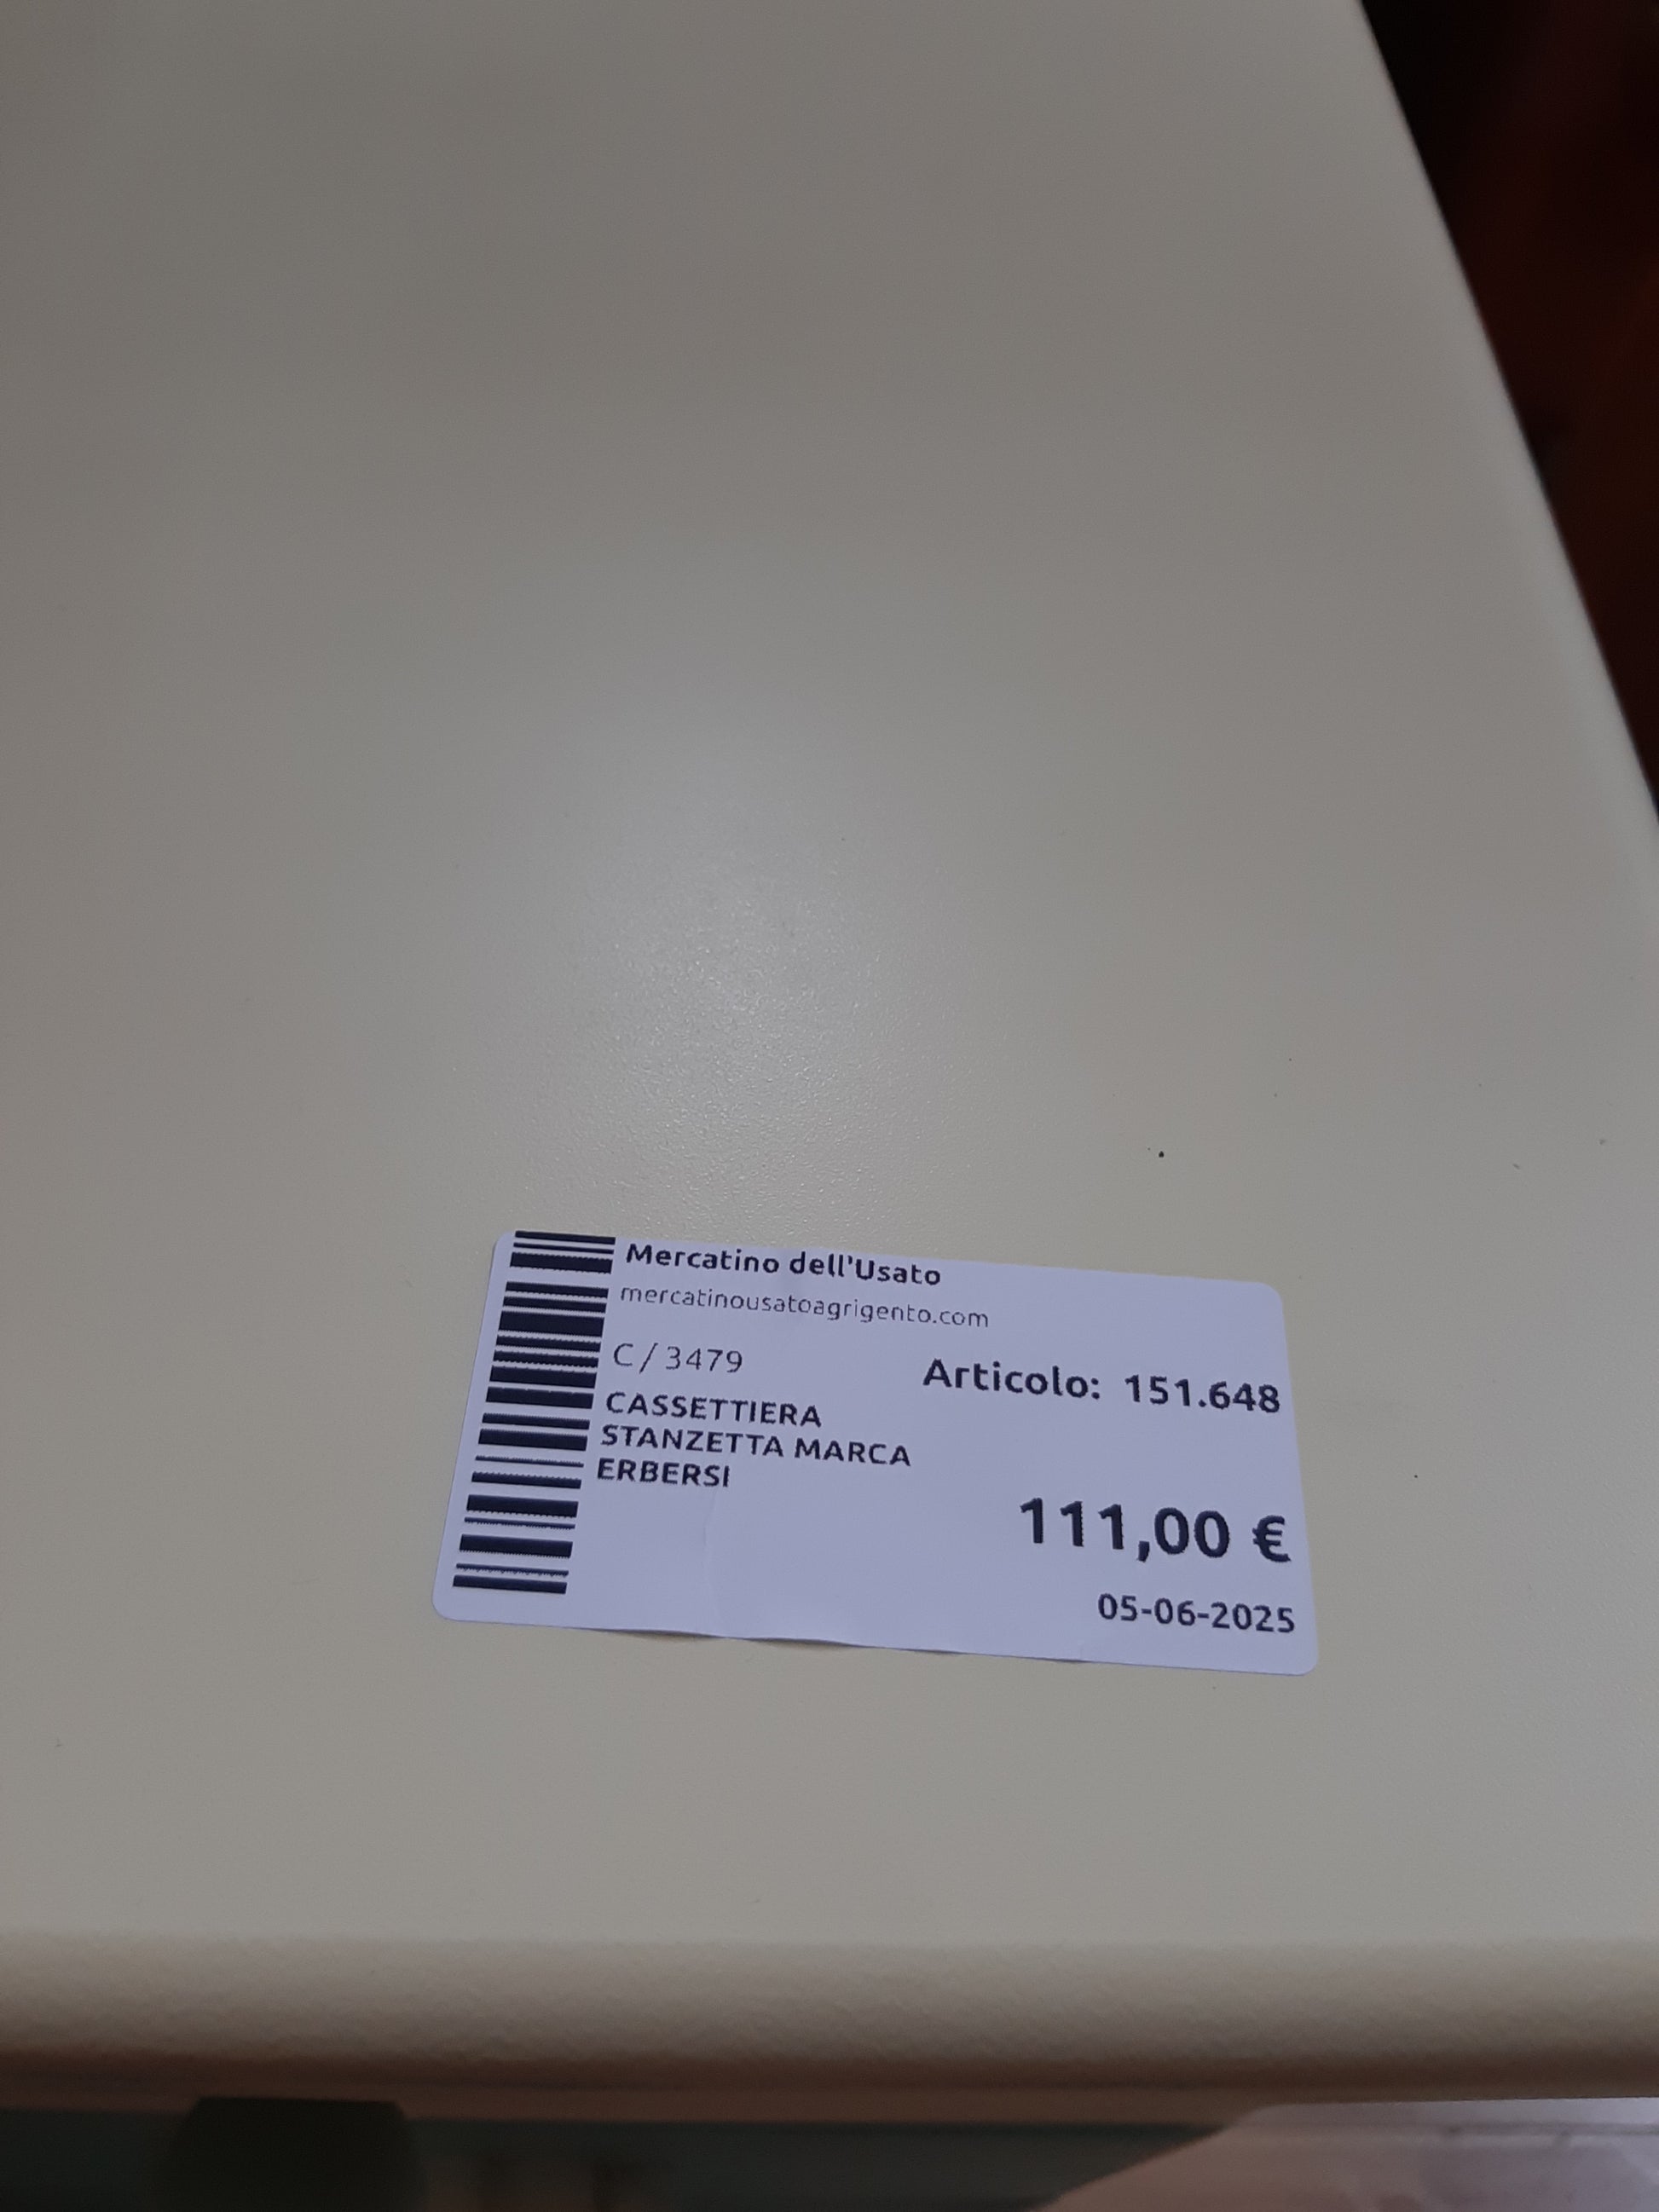 Mercatino dell'Usato
mercatinousatoagrigento.com
C/3479
Articolo: 151.648
CASSETTIERA
STANZETTA MARCA
ERBERSI
111,00 €
05-06-2025